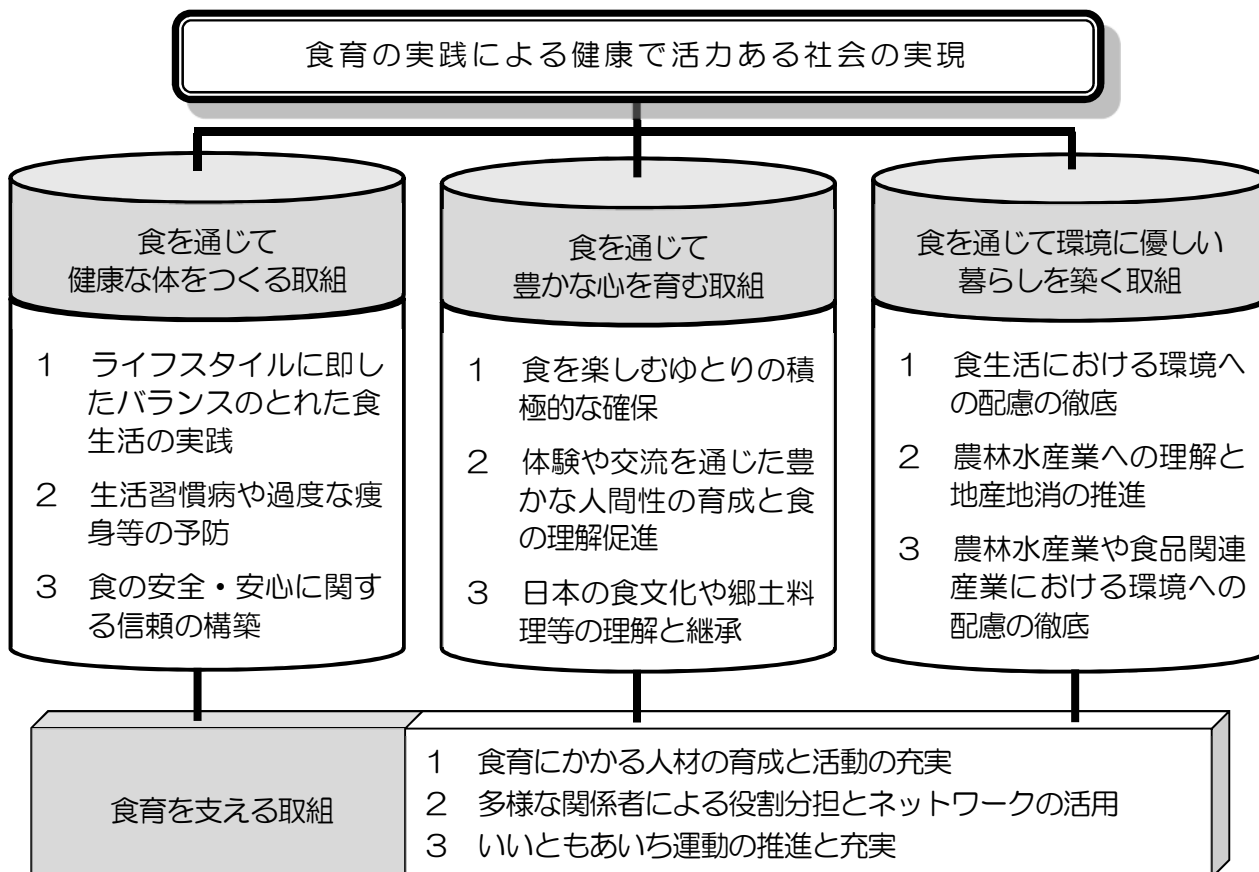 食育の実践による健康で活力ある社会の実現
食を通じて
健康な体をつくる取組
1 ライフスタイルに即し
たバランスのとれた食
生活の実践
2 生活習慣病や過度な痩
身等の予防
3 食の安全・安心に関す
る信頼の構築
食を通じて
豊かな心を育む取組
1 食を楽しむゆとりの積
極的な確保
2 体験や交流を通じた豊
かな人間性の育成と食
の理解促進
3 日本の食文化や郷土料
理等の理解と継承
食を通じて環境に優しい
暮らしを築く取組
1 食生活における環境へ
の配慮の徹底
2 農林水産業への理解と
地産地消の推進
3 農林水産業や食品関連
産業における環境への
配慮の徹底
食育を支える取組
1 食育にかかる人材の育成と活動の充実
2 多様な関係者による役割分担とネットワークの活用
3 いいともあいち運動の推進と充実